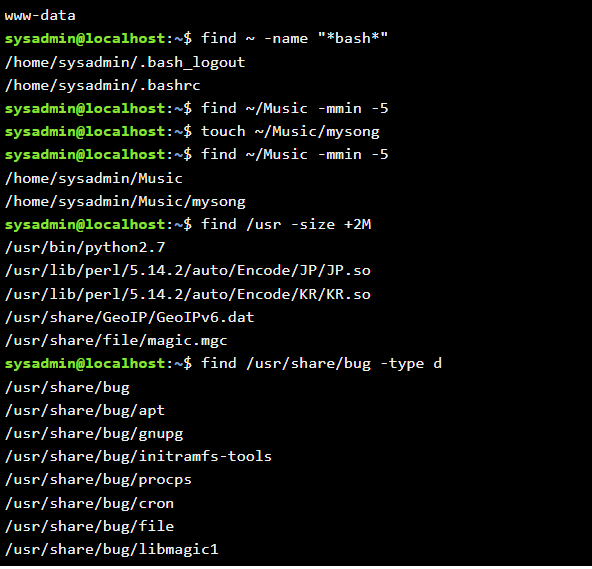 www-data
sysadmin@localhost:~$ find ~ -name "*bash*"
/home/sysadmin/.bash_logout
/home/sysadmin/.bashrc
sysadmin@localhost:~$ find ~/Music -mmin -5
sysadmin@localhost:~$ touch ~/Music/mysong
sysadmin@localhost:~$ find ~/Music -mmin -5
/home/sysadmin/Music
/home/sysadmin/Music/mysong
sysadmin@localhost:~$ find /usr -size +2M
/usr/bin/python2.7
/usr/lib/perl/5.14.2/auto/Encode/JP/JP.so
/usr/lib/perl/5.14.2/auto/Encode/KR/KR.so
/usr/share/GeoIP/GeoIPv6.dat
/usr/share/file/magic.mgc
sysadmin@localhost:~$ find /usr/share/bug -type d
/usr/share/bug
/usr/share/bug/apt
/usr/share/bug/gnupg
/usr/share/bug/initramfs-tools
/usr/share/bug/procps
/usr/share/bug/cron
/usr/share/bug/file
/usr/share/bug/libmagic1